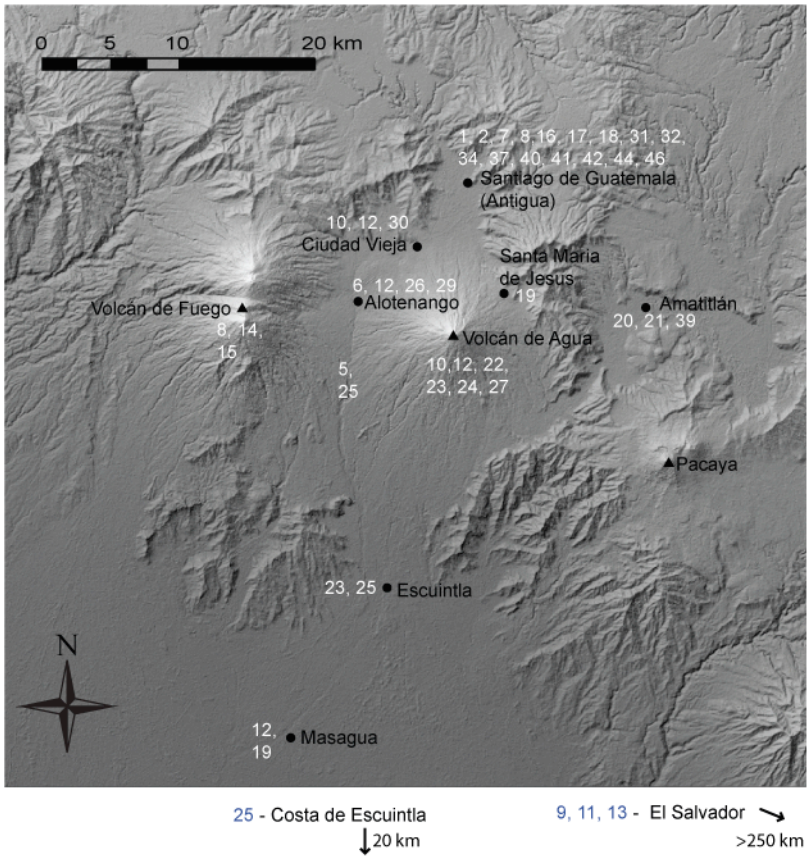 0 5 10 20 km
1, 2, 7, 8,16, 17, 18, 31, 32,
34, 37, 40, 41, 42, 44, 46
Santiago de Guatemala
(Antigua)
10, 12, 30
Ciudad Vieja
Santa Maria
de Jesus
19
6, 12, 26, 29
Alotenango
Volcán de Fuego
8, 14,
15
Amatitlán
20, 21, 39
Volcán de Agua
10,12, 22,
23, 24, 27
5,
25
Pacaya
23, 25
Escuintla
N
12,
19
Masagua
25 - Costa de Escuintla
20 km
9, 11, 13 - El Salvador
>250 km